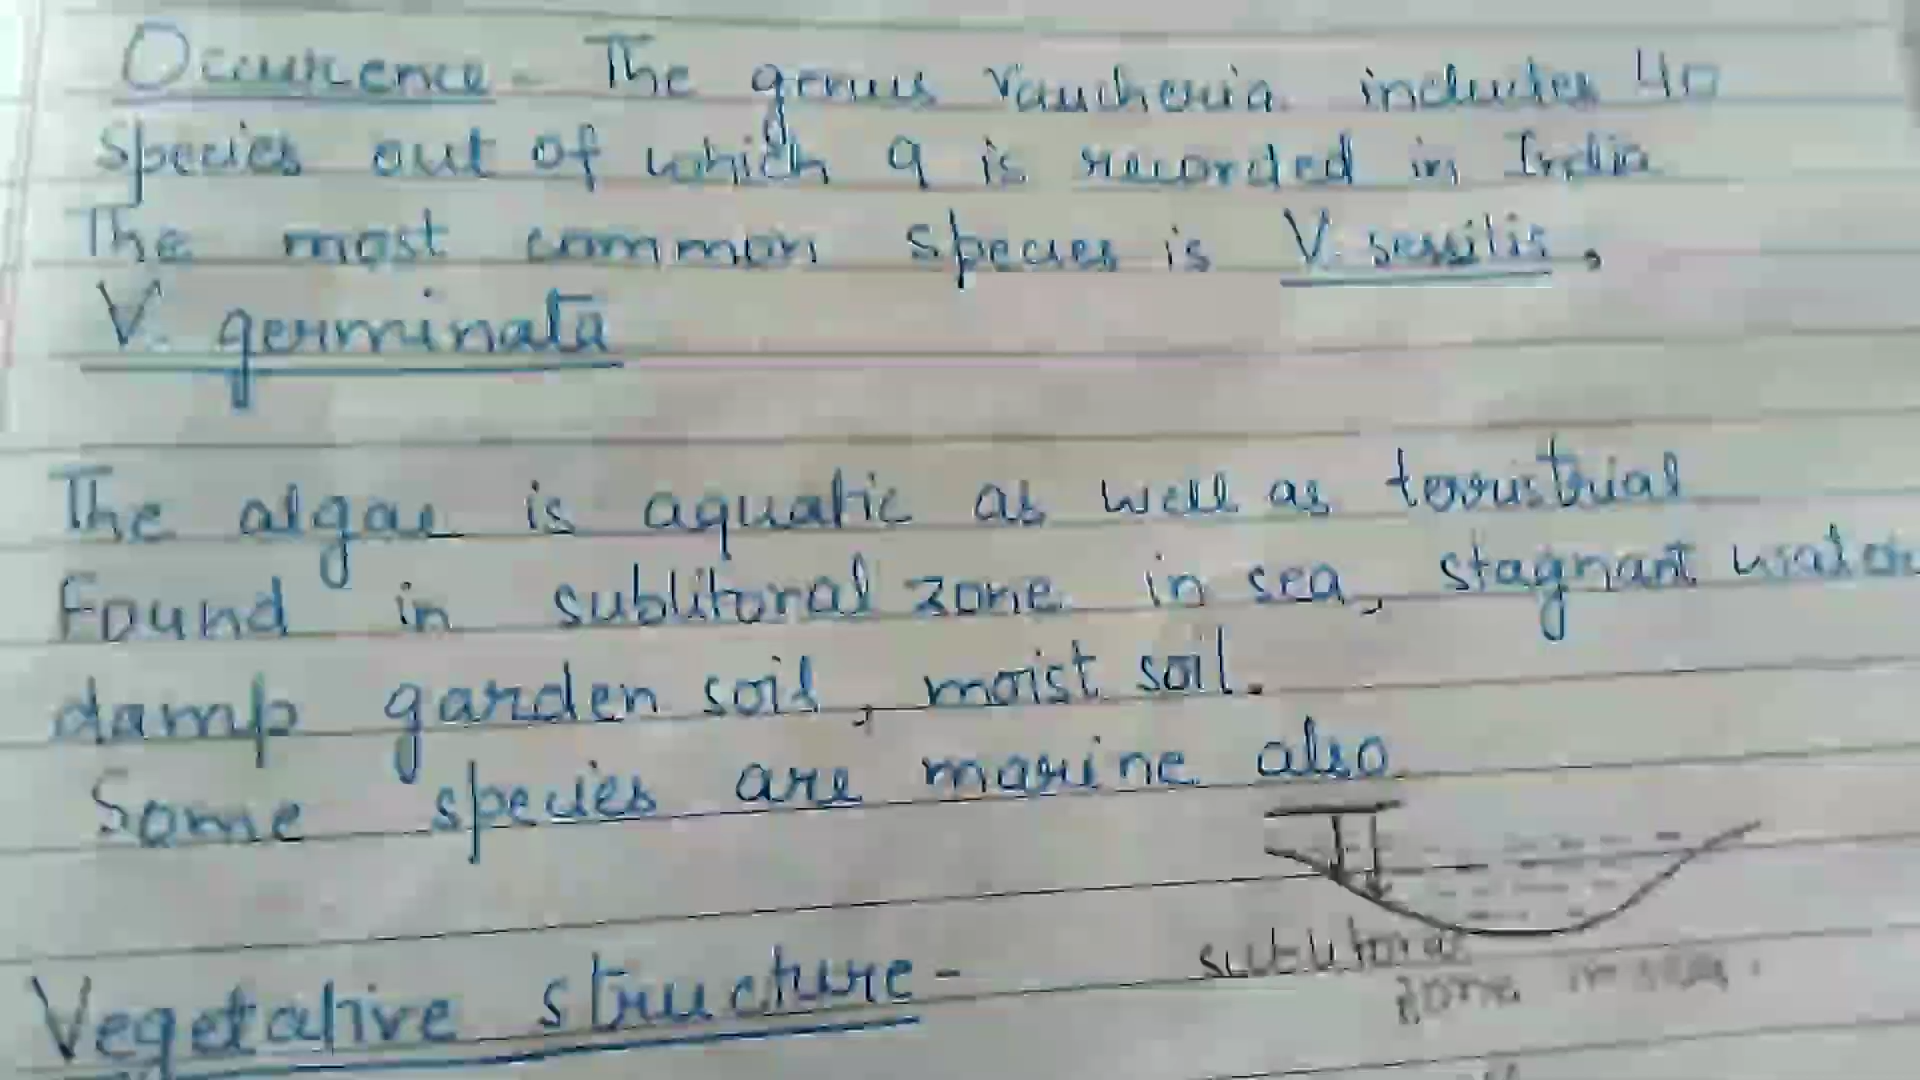 Occurence - The genus Vaucheria includes 40
species out of which 9 is recorded in India
The most common species is V. sessilis,
V. germinata
The algae is aquatic as well as terrustrial
Found in sublitoral zone in sea, stagnant water
damp garden soil, moist soil.
Some species are marine also
sublitoral
zone in sea.
Vegetative structure -